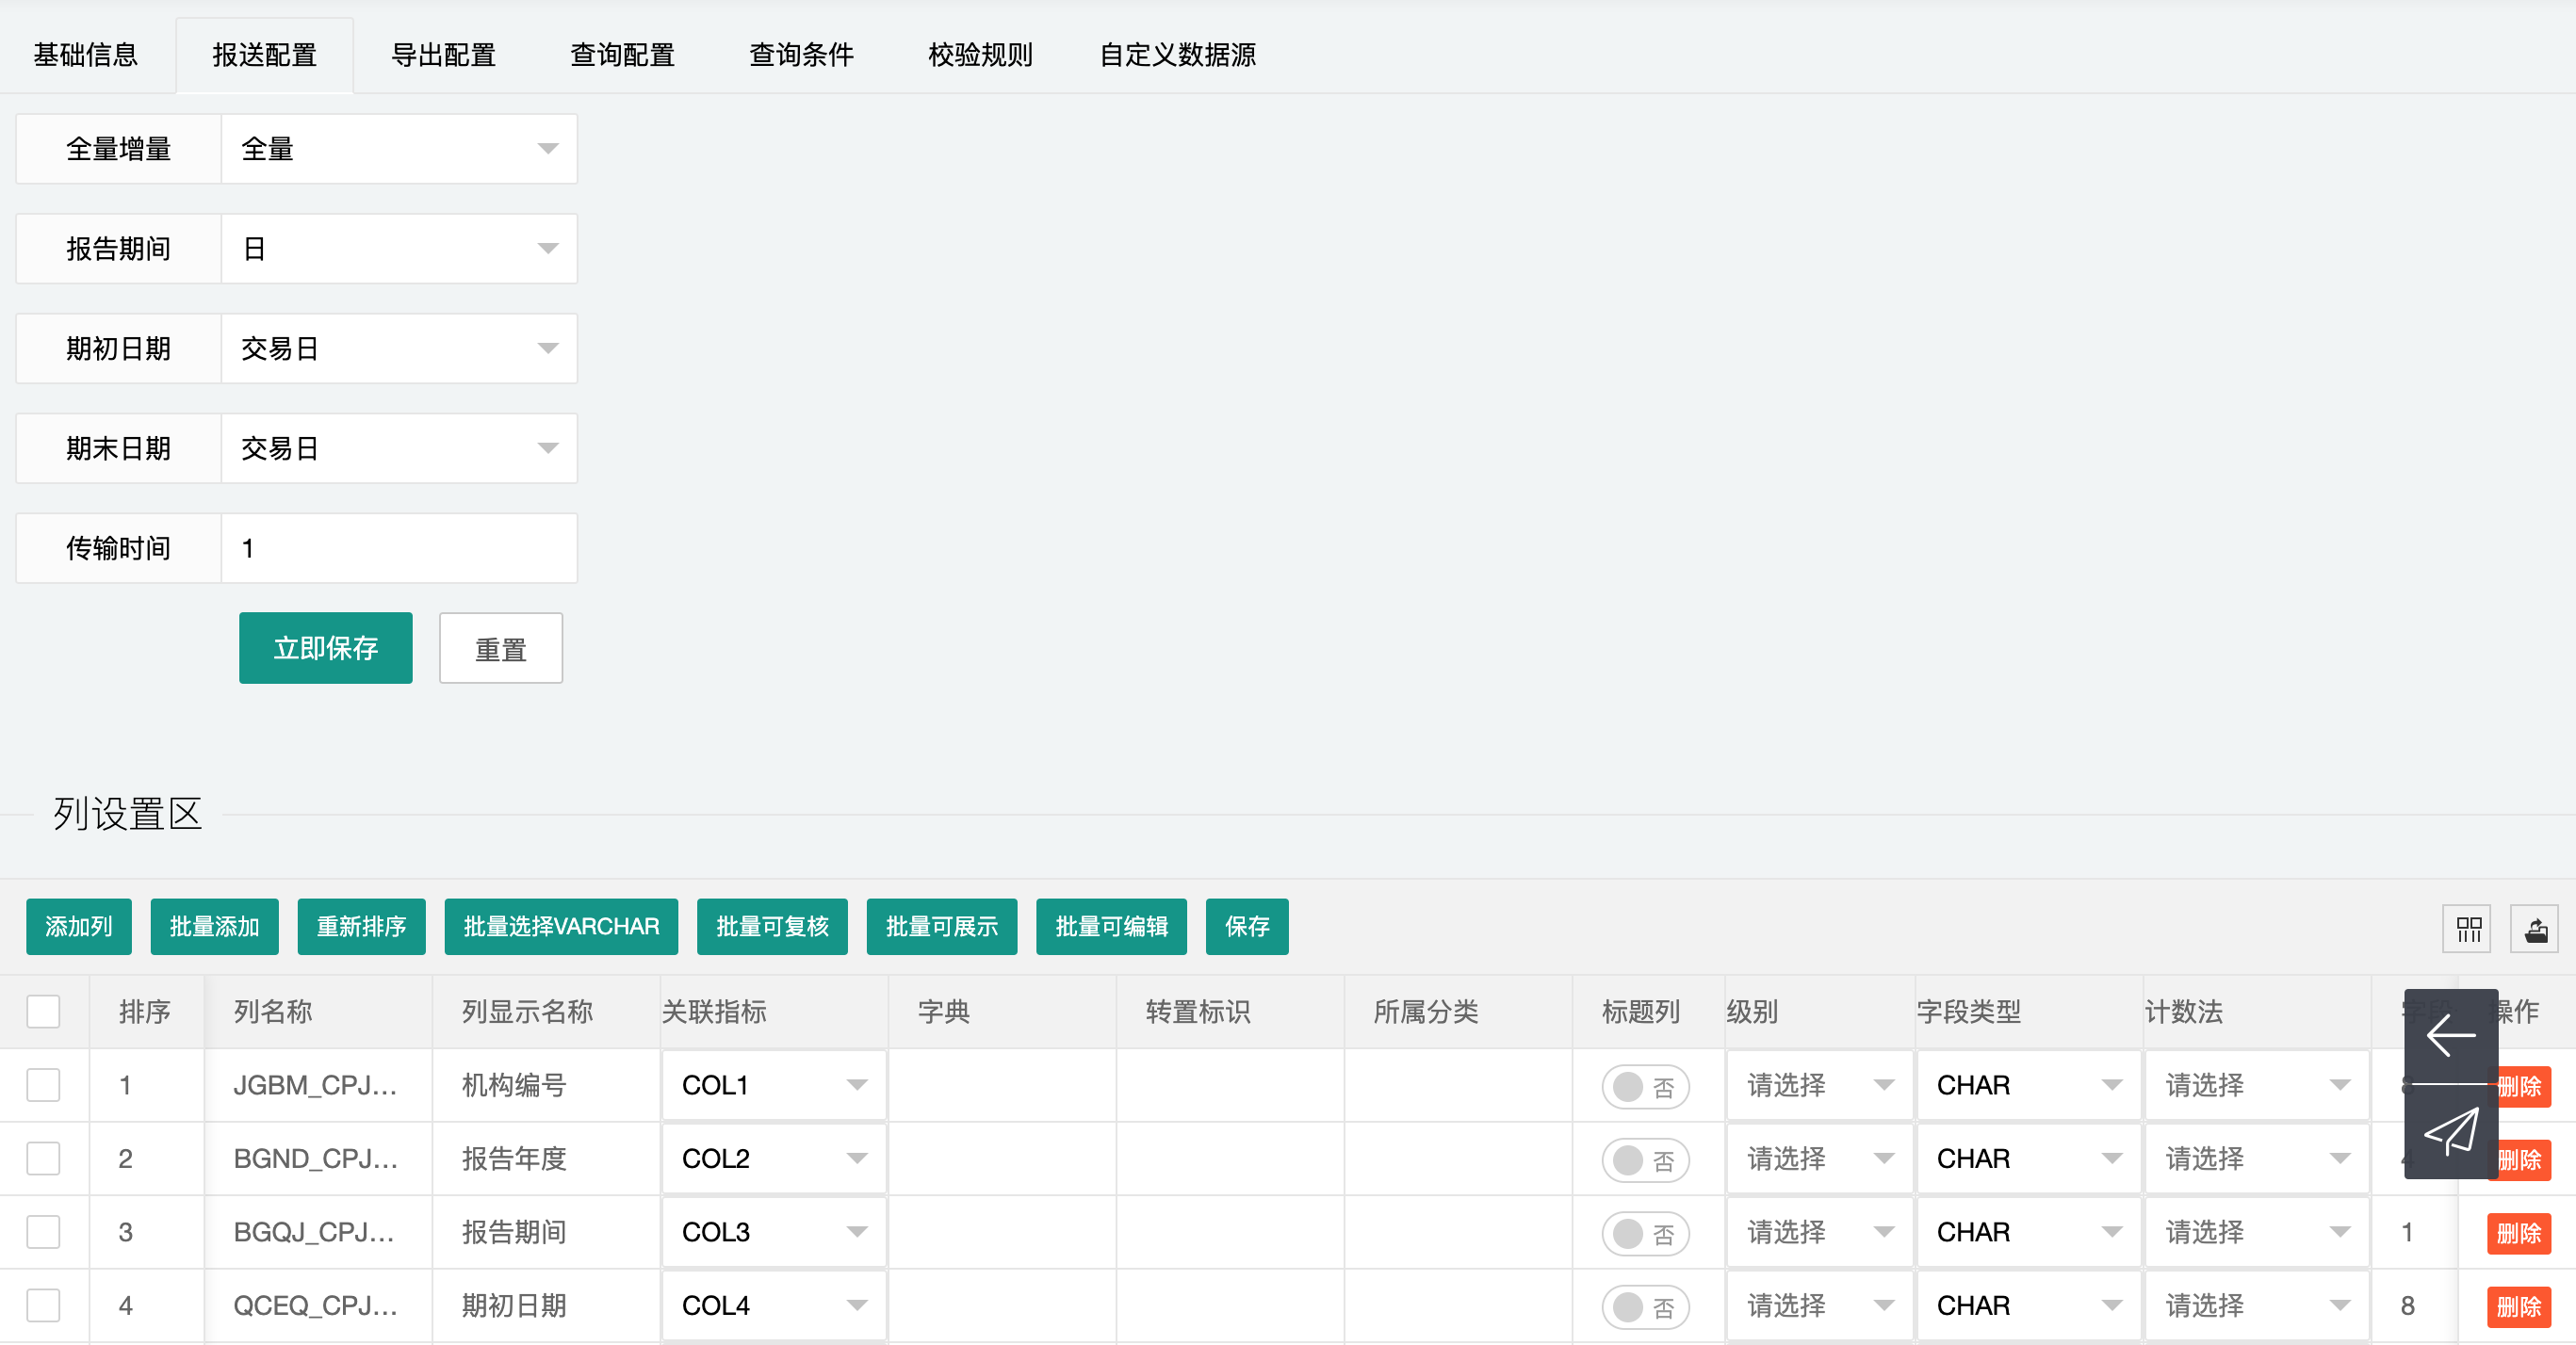 基础信息 报送配置 导出配置 查询配置 查询条件 校验规则 自定义数据源
全量增量 全量
报告期间 日
期初日期 交易日
期末日期 交易日
传输时间 1
立即保存 重置
列设置区
添加列 批量添加 重新排序 批量选择VARCHAR 批量可复核 批量可展示 批量可编辑 保存
排序 列名称 列显示名称 关联指标 字典 转置标识 所属分类 标题列 级别 字段类型 计数法 字段 操作
1 JGBM_CPJ... 机构编号 COL1 否 请选择 CHAR 请选择 8 删除
2 BGND_CPJ... 报告年度 COL2 否 请选择 CHAR 请选择 4 删除
3 BGQJ_CPJ... 报告期间 COL3 否 请选择 CHAR 请选择 1 删除
4 QCEQ_CPJ... 期初日期 COL4 否 请选择 CHAR 请选择 8 删除